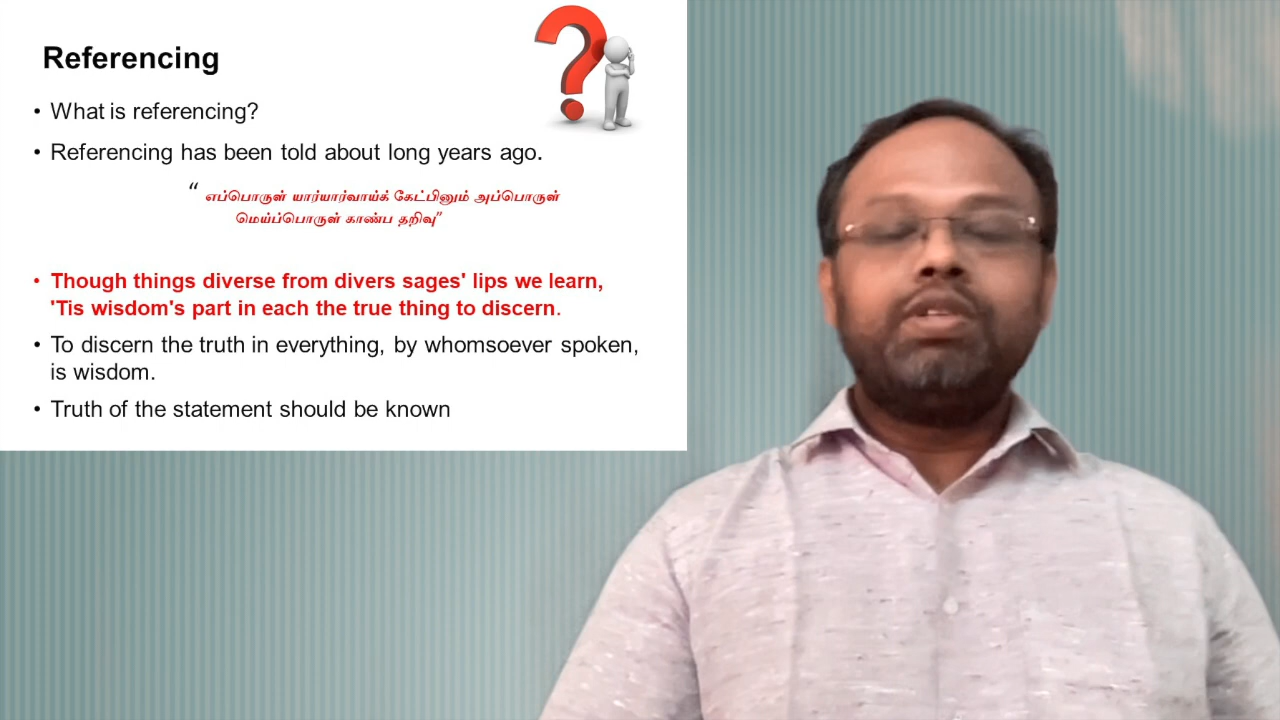 Referencing
• What is referencing?
• Referencing has been told about long years ago.
“ எப்பொருள் யார்யார்வாய்க் கேட்பினும் அப்பொருள்
மெய்ப்பொருள் காண்ப தறிவு”
• Though things diverse from divers sages' lips we learn,
'Tis wisdom's part in each the true thing to discern.
• To discern the truth in everything, by whomsoever spoken,
is wisdom.
• Truth of the statement should be known